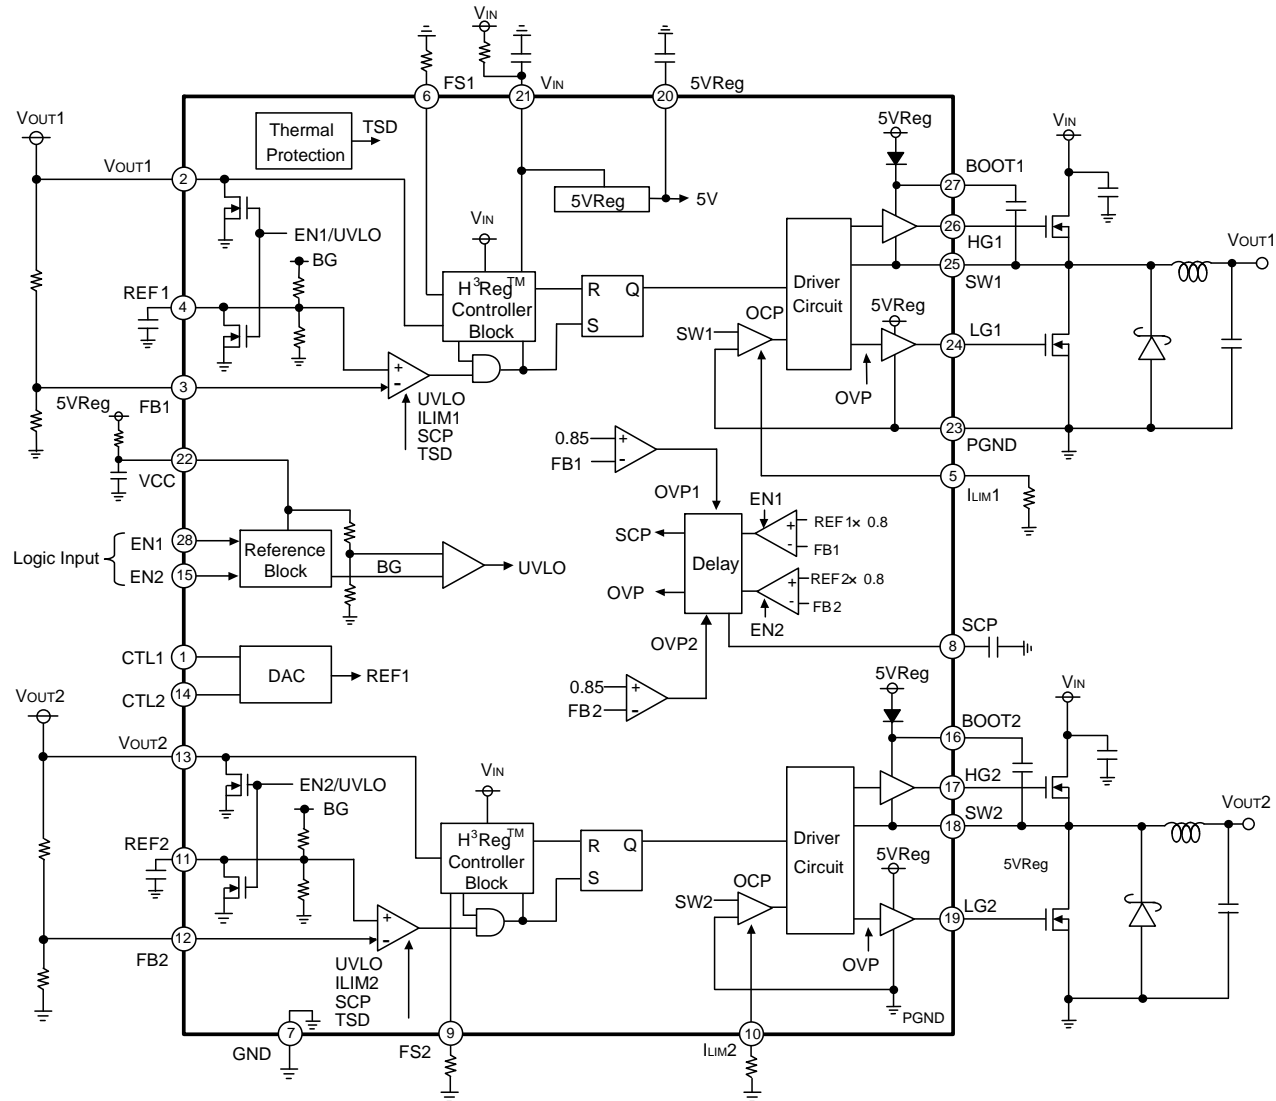 VIN
FS1
VIN
5VReg
6
21
20
VOUT1
Thermal
Protection
TSD
5VReg
VIN
VOUT1
2
BOOT1
27
5VReg
5V
EN1/UVLO
VIN
26
HG1
VOUT1
BG
REF1
4
H3Reg TM
Controller
Block
R
Q
S
Driver
Circuit
25
SW1
5VReg
OCP
SW1
LG1
24
3
FB1
UVLO
ILIM1
SCP
TSD
OVP
5VReg
23
PGND
0.85
+
-
FB1
22
VCC
5
ILIM1
OVP1
EN1
REF1× 0.8
FB1
SCP
Delay
Logic Input
EN1
28
EN2
15
Reference
Block
BG
UVLO
OVP
REF2× 0.8
FB2
EN2
SCP
8
OVP2
CTL1
1
DAC
REF1
CTL2
14
0.85
+
-
FB2
5VReg
VIN
VOUT2
VOUT2
13
BOOT2
16
EN2/UVLO
VIN
HG2
17
BG
VOUT2
REF2
11
H3Reg TM
Controller
Block
R
Q
S
Driver
Circuit
SW2
18
5VReg
5VReg
OCP
SW2
LG2
19
12
FB2
UVLO
ILIM2
SCP
TSD
OVP
PGND
7
GND
9
FS2
10
ILIM2